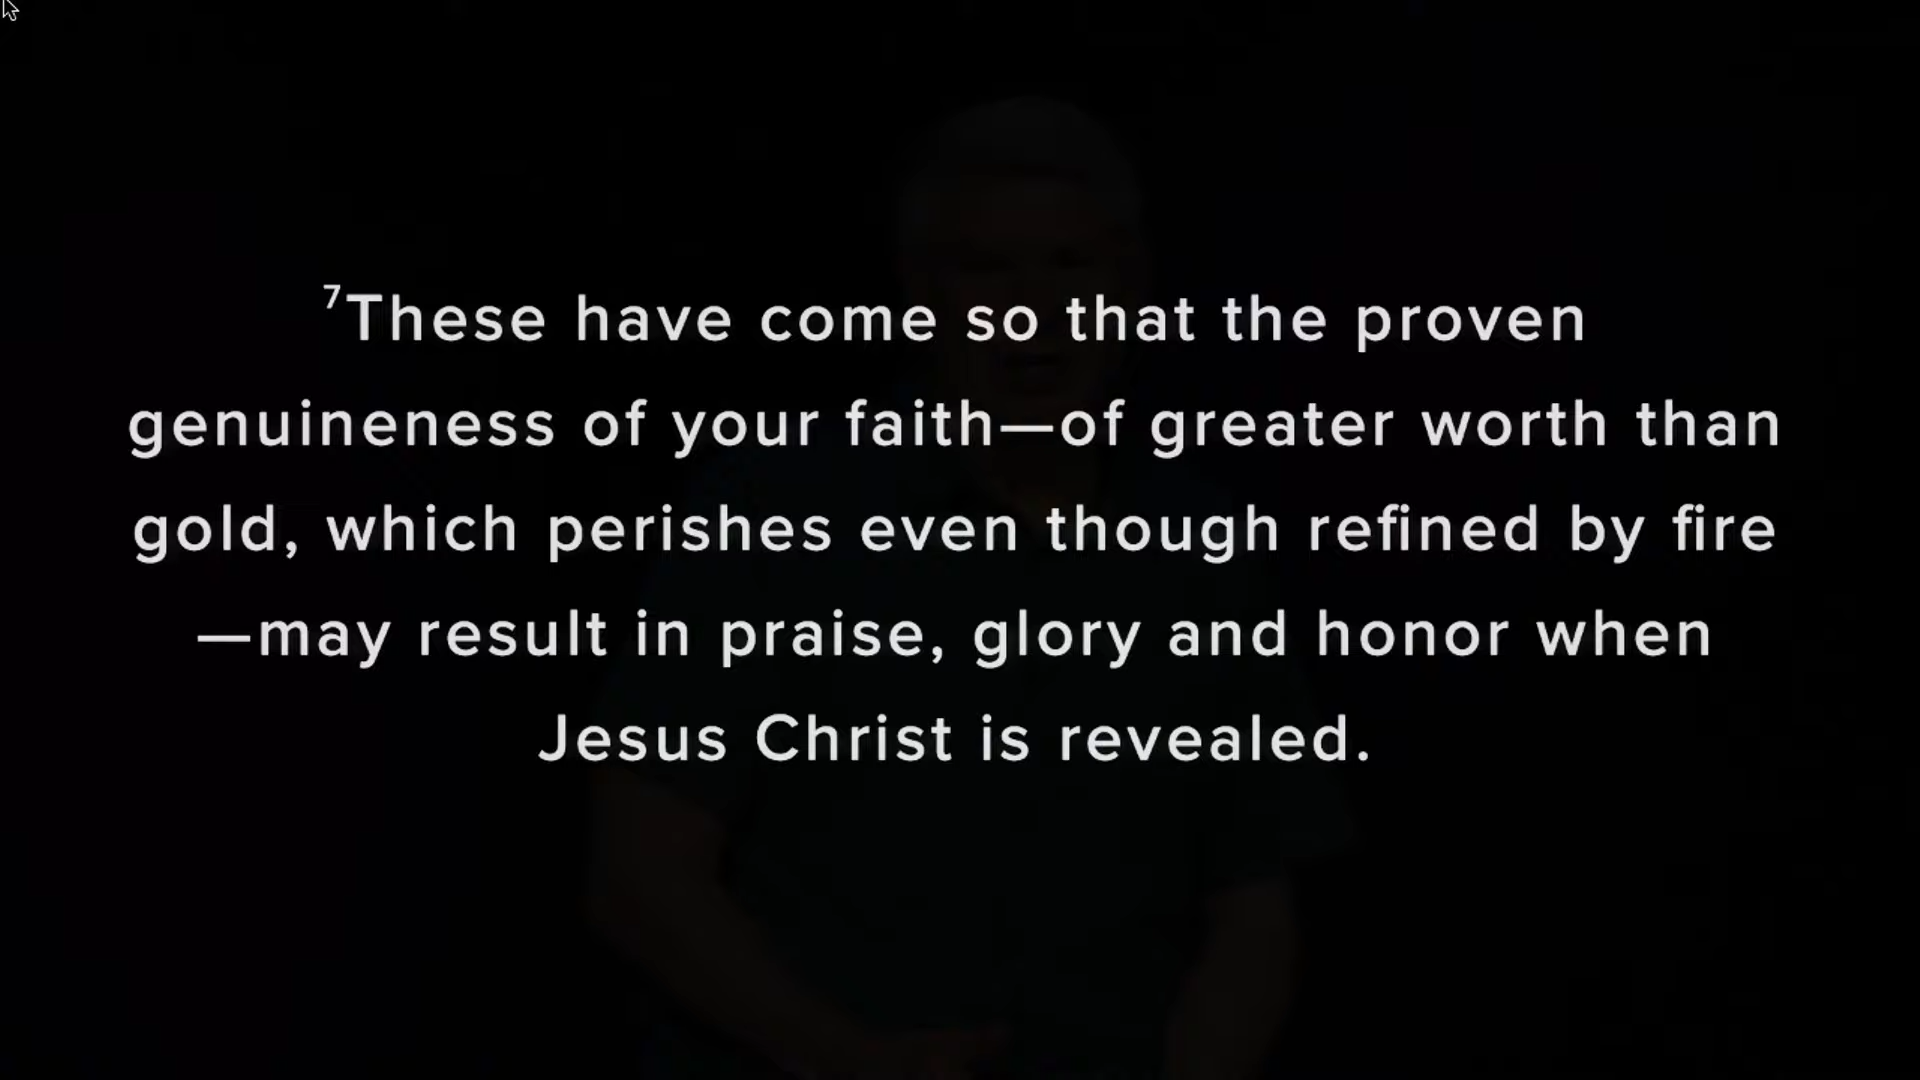 ⁷These have come so that the proven
genuineness of your faith—of greater worth than
gold, which perishes even though refined by fire
—may result in praise, glory and honor when
Jesus Christ is revealed.